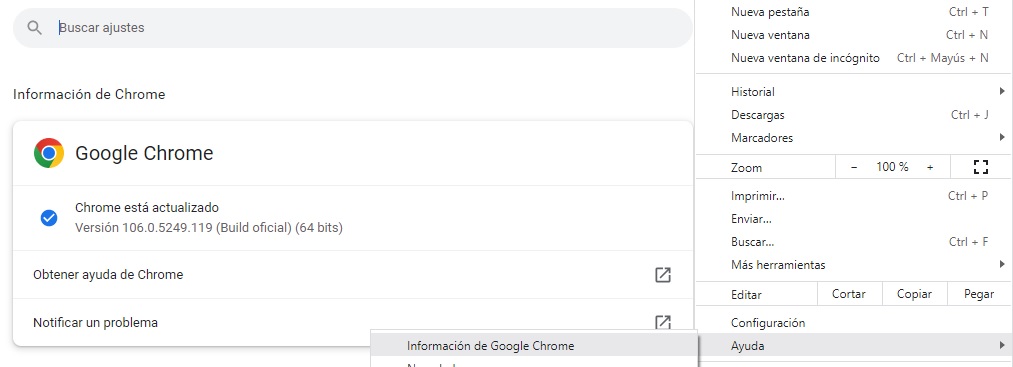 Buscar ajustes
Información de Chrome
Google Chrome
Chrome está actualizado
Versión 106.0.5249.119 (Build oficial) (64 bits)
Obtener ayuda de Chrome
Notificar un problema
Nueva pestaña Ctrl + T
Nueva ventana Ctrl + N
Nueva ventana de incógnito Ctrl + Mayús + N
Historial
Descargas Ctrl + J
Marcadores
Zoom − 100 % +
Imprimir... Ctrl + P
Enviar...
Buscar... Ctrl + F
Más herramientas
Editar Cortar Copiar Pegar
Configuración
Ayuda
Información de Google Chrome